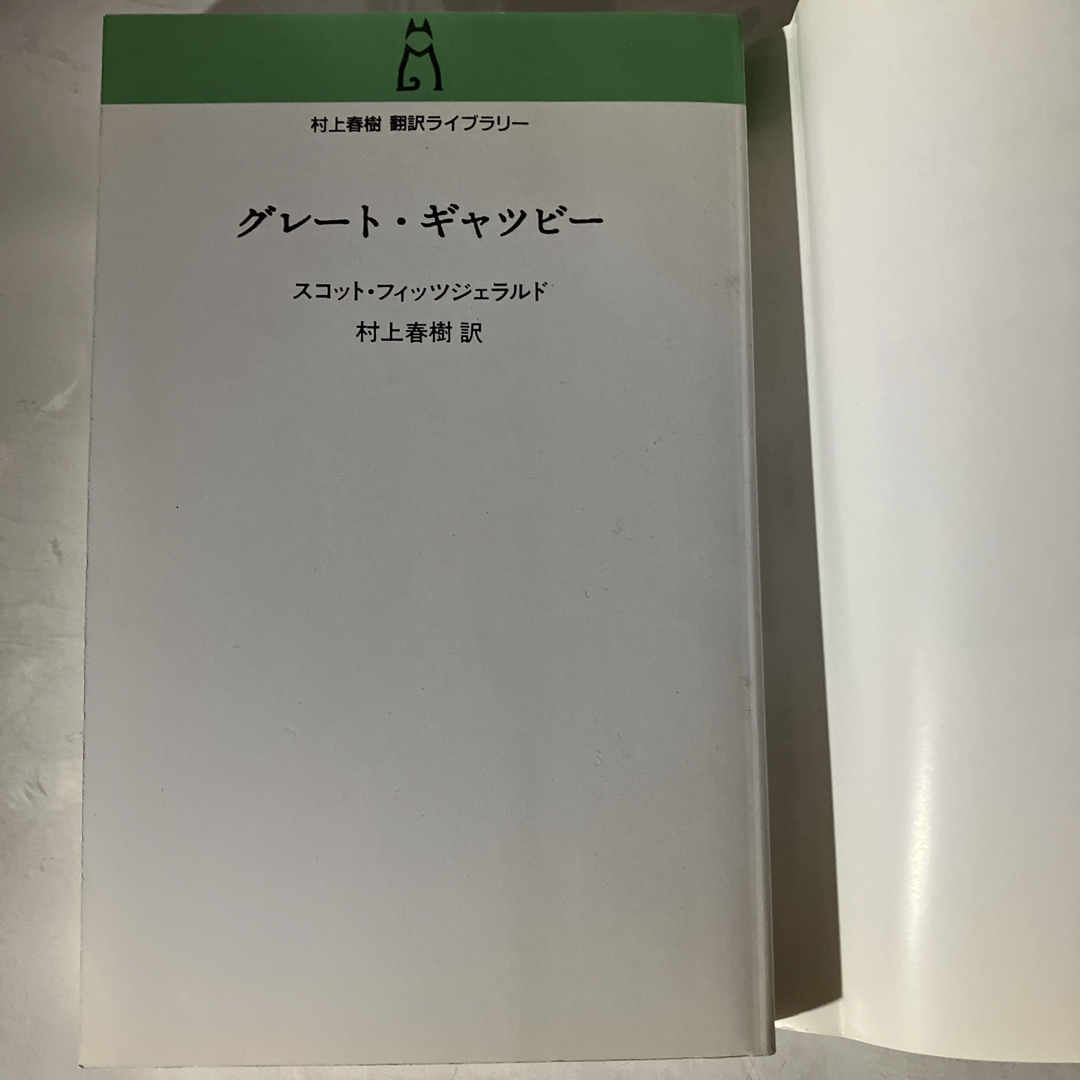 村上春樹 翻訳ライブラリー
グレート・ギャツビー
スコット・フィッツジェラルド
村上春樹 訳